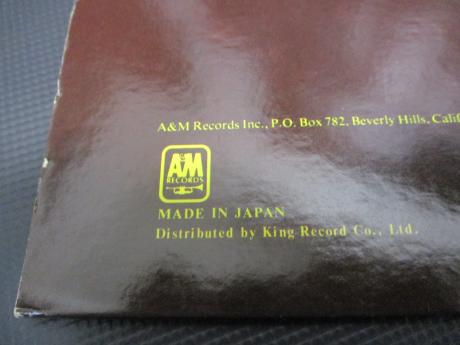 A&M Records Inc., P.O. Box 782, Beverly Hills, Calif
A&M
RECORDS
MADE IN JAPAN
Distributed by King Record Co., Ltd.